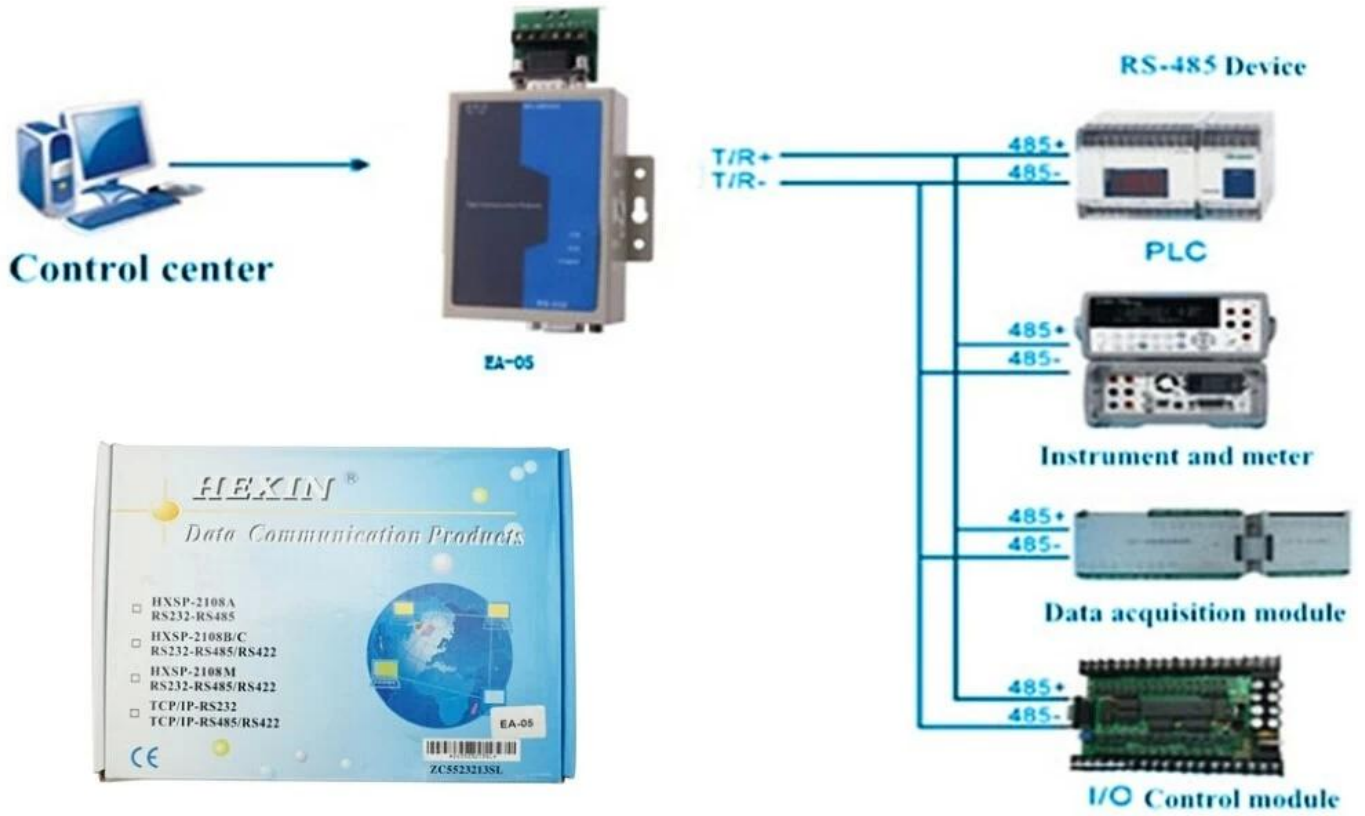 RS-485 Device
T/R+
T/R-
485+
485-
PLC
Control center
EA-05
485+
485-
Instrument and meter
485+
485-
Data acquisition module
485+
485-
I/O Control module
HEXIN ®
Data Communication Products
HXSP-2108A
RS232-RS485
HXSP-2108B/C
RS232-RS485/RS422
HXSP-2108M
RS232-RS485/RS422
TCP/IP-RS232
TCP/IP-RS485/RS422
EA-05
CE
ZC5523213SL